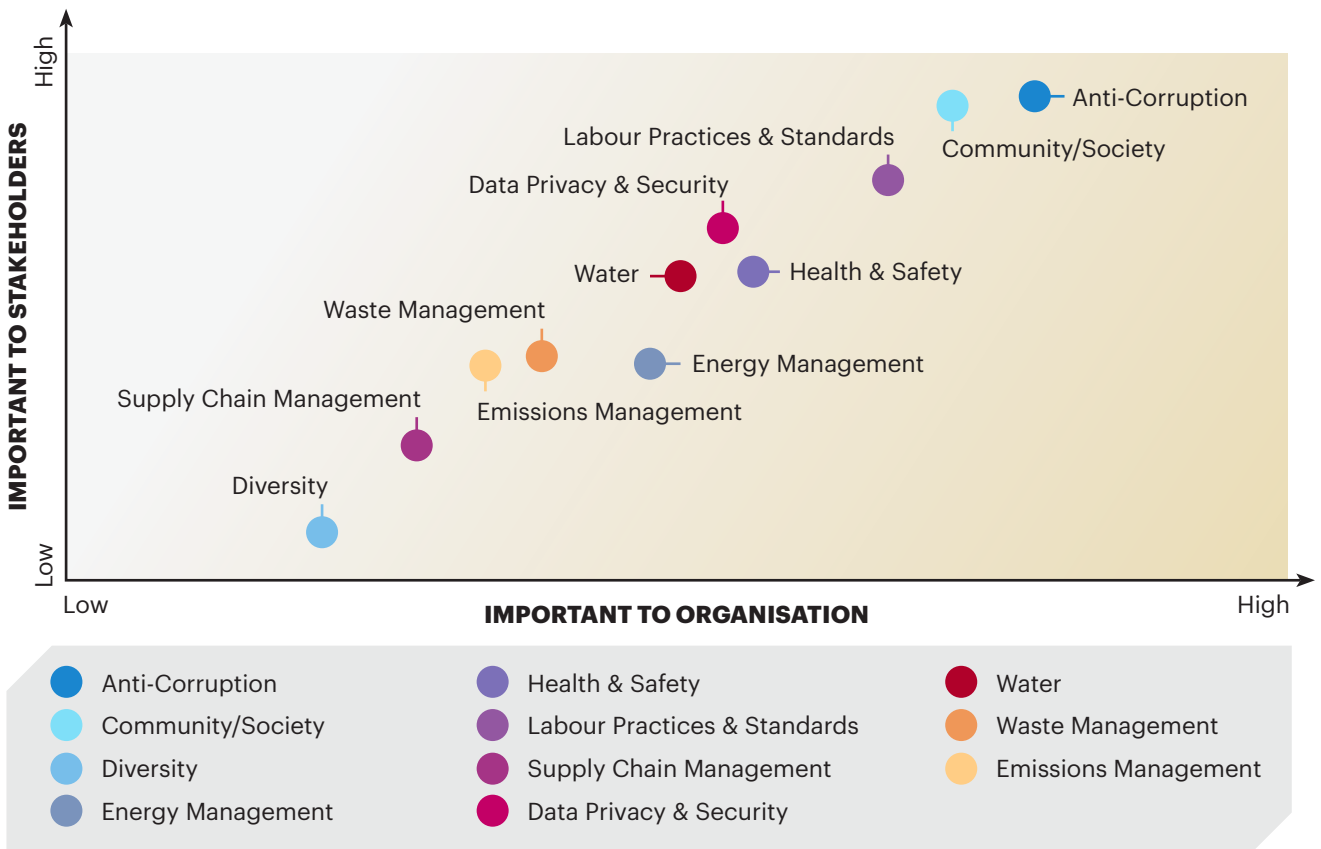 High
Anti-Corruption
Community/Society
Labour Practices & Standards
Data Privacy & Security
Water
Health & Safety
Waste Management
Energy Management
Supply Chain Management
Emissions Management
Diversity
IMPORTANT TO STAKEHOLDERS
Low
Low
IMPORTANT TO ORGANISATION
High
Anti-Corruption
Community/Society
Diversity
Energy Management
Health & Safety
Labour Practices & Standards
Supply Chain Management
Data Privacy & Security
Water
Waste Management
Emissions Management